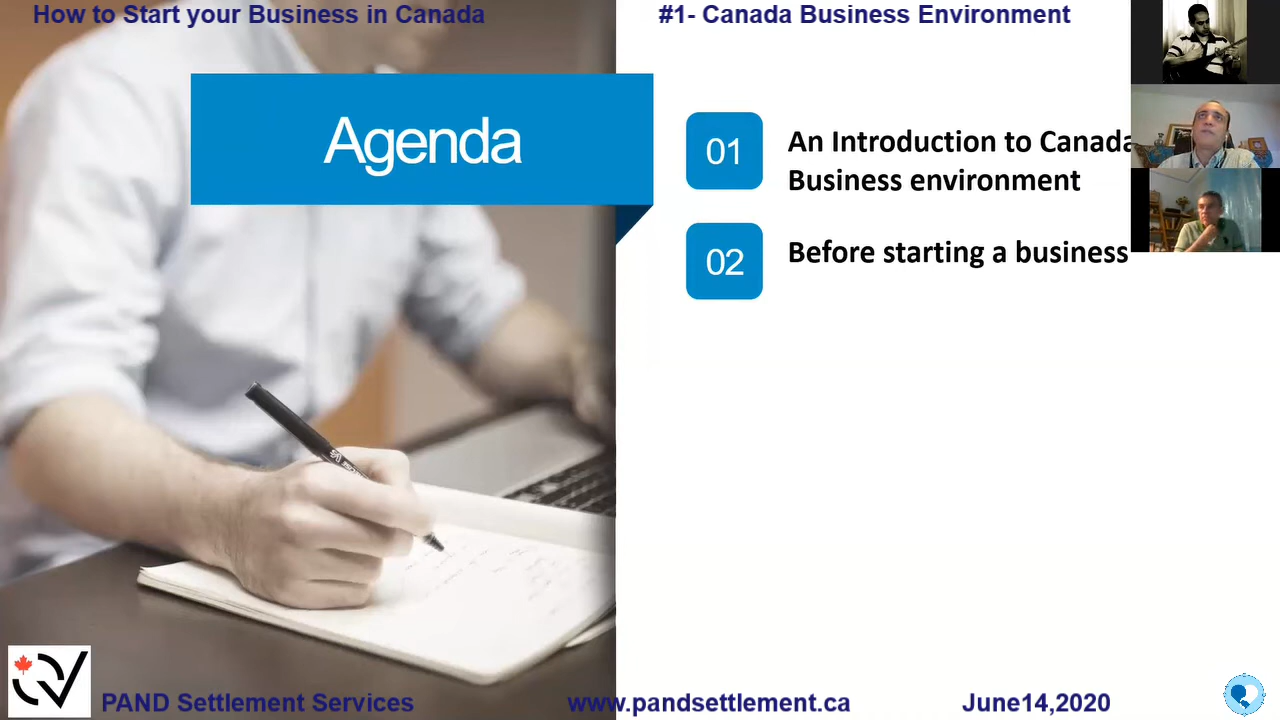 How to Start your Business in Canada
#1- Canada Business Environment
Agenda
01
An Introduction to Canada
Business environment
02
Before starting a business
PAND Settlement Services
www.pandsettlement.ca
June14,2020